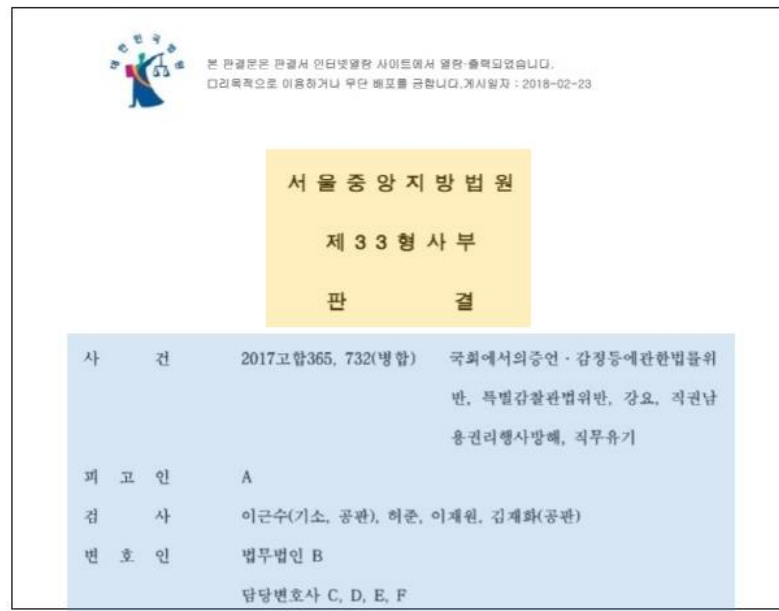 대한민국법원
본 판결문은 판결서 인터넷열람 사이트에서 열람·출력되었습니다.
□리목적으로 이용하거나 무단 배포를 금합니다.게시일자 : 2018-02-23
서울중앙지방법원
제33형사부
판 결
사 건 2017고합365, 732(병합) 국회에서의증언·감정등에관한법률위
반, 특별감찰관법위반, 강요, 직권남
용권리행사방해, 직무유기
피 고 인 A
검 사 이근수(기소, 공판), 허준, 이재원, 김재화(공판)
변 호 인 법무법인 B
담당변호사 C, D, E, F